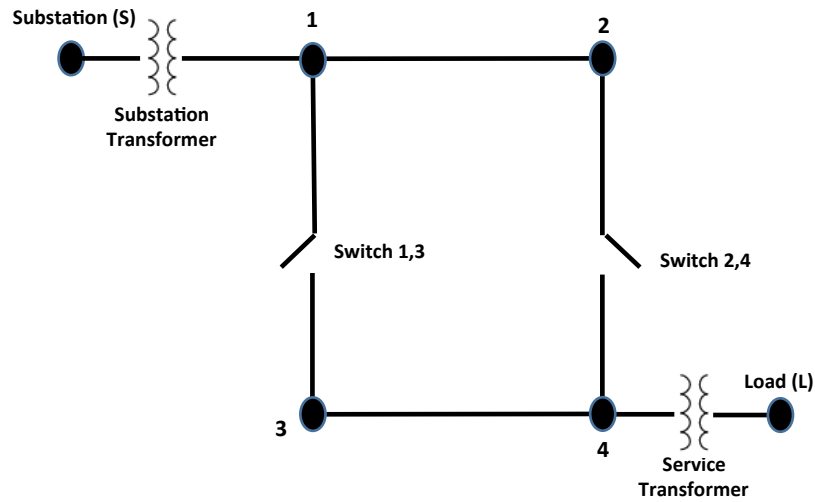 Substation (S)
1
2
Substation
Transformer
Switch 1,3
Switch 2,4
Load (L)
3
4
Service
Transformer